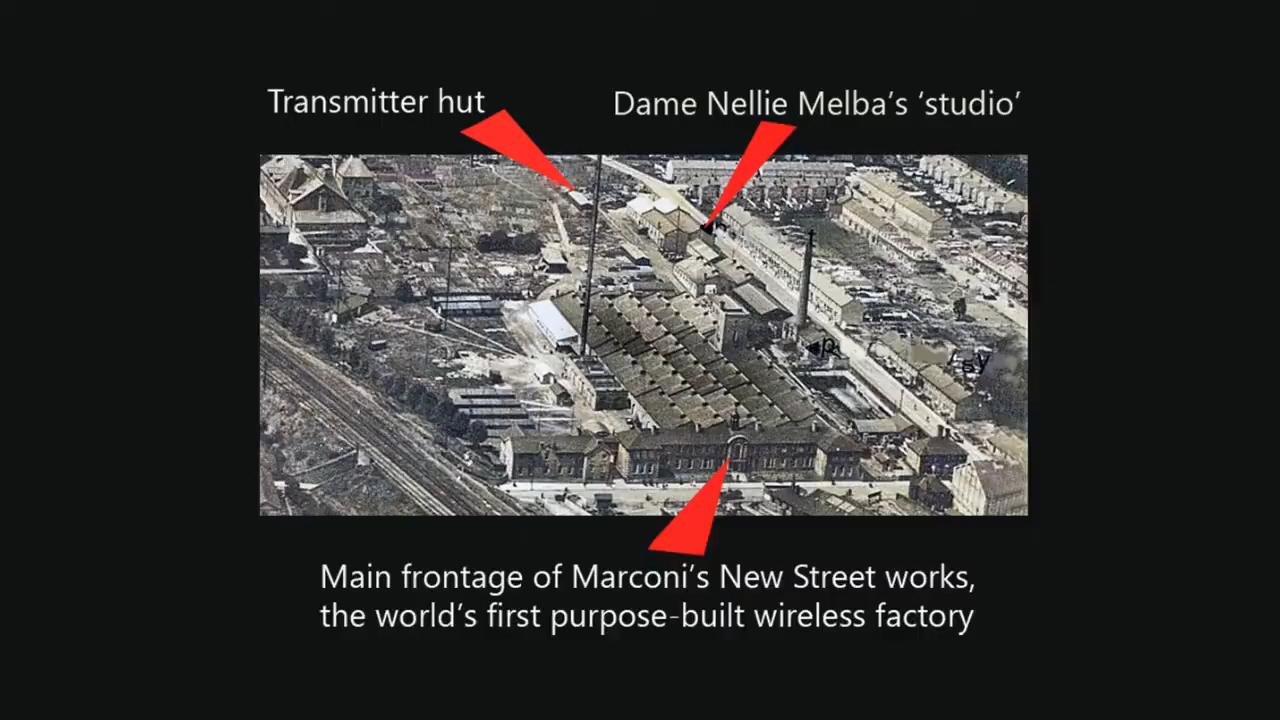 Transmitter hut
Dame Nellie Melba’s ‘studio’
Main frontage of Marconi’s New Street works,
the world’s first purpose-built wireless factory